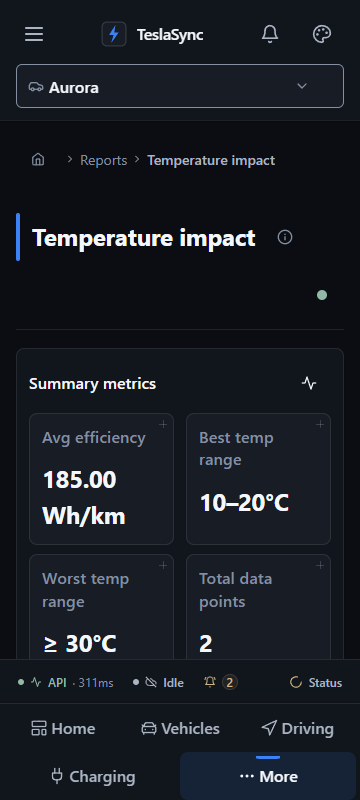 TeslaSync
Aurora
Reports
Temperature impact
Temperature impact
Summary metrics
Avg efficiency
185.00
Wh/km
Best temp
range
10–20°C
Worst temp
range
≥ 30°C
Total data
points
2
API · 311ms
Idle
2
Status
Home
Vehicles
Driving
Charging
More